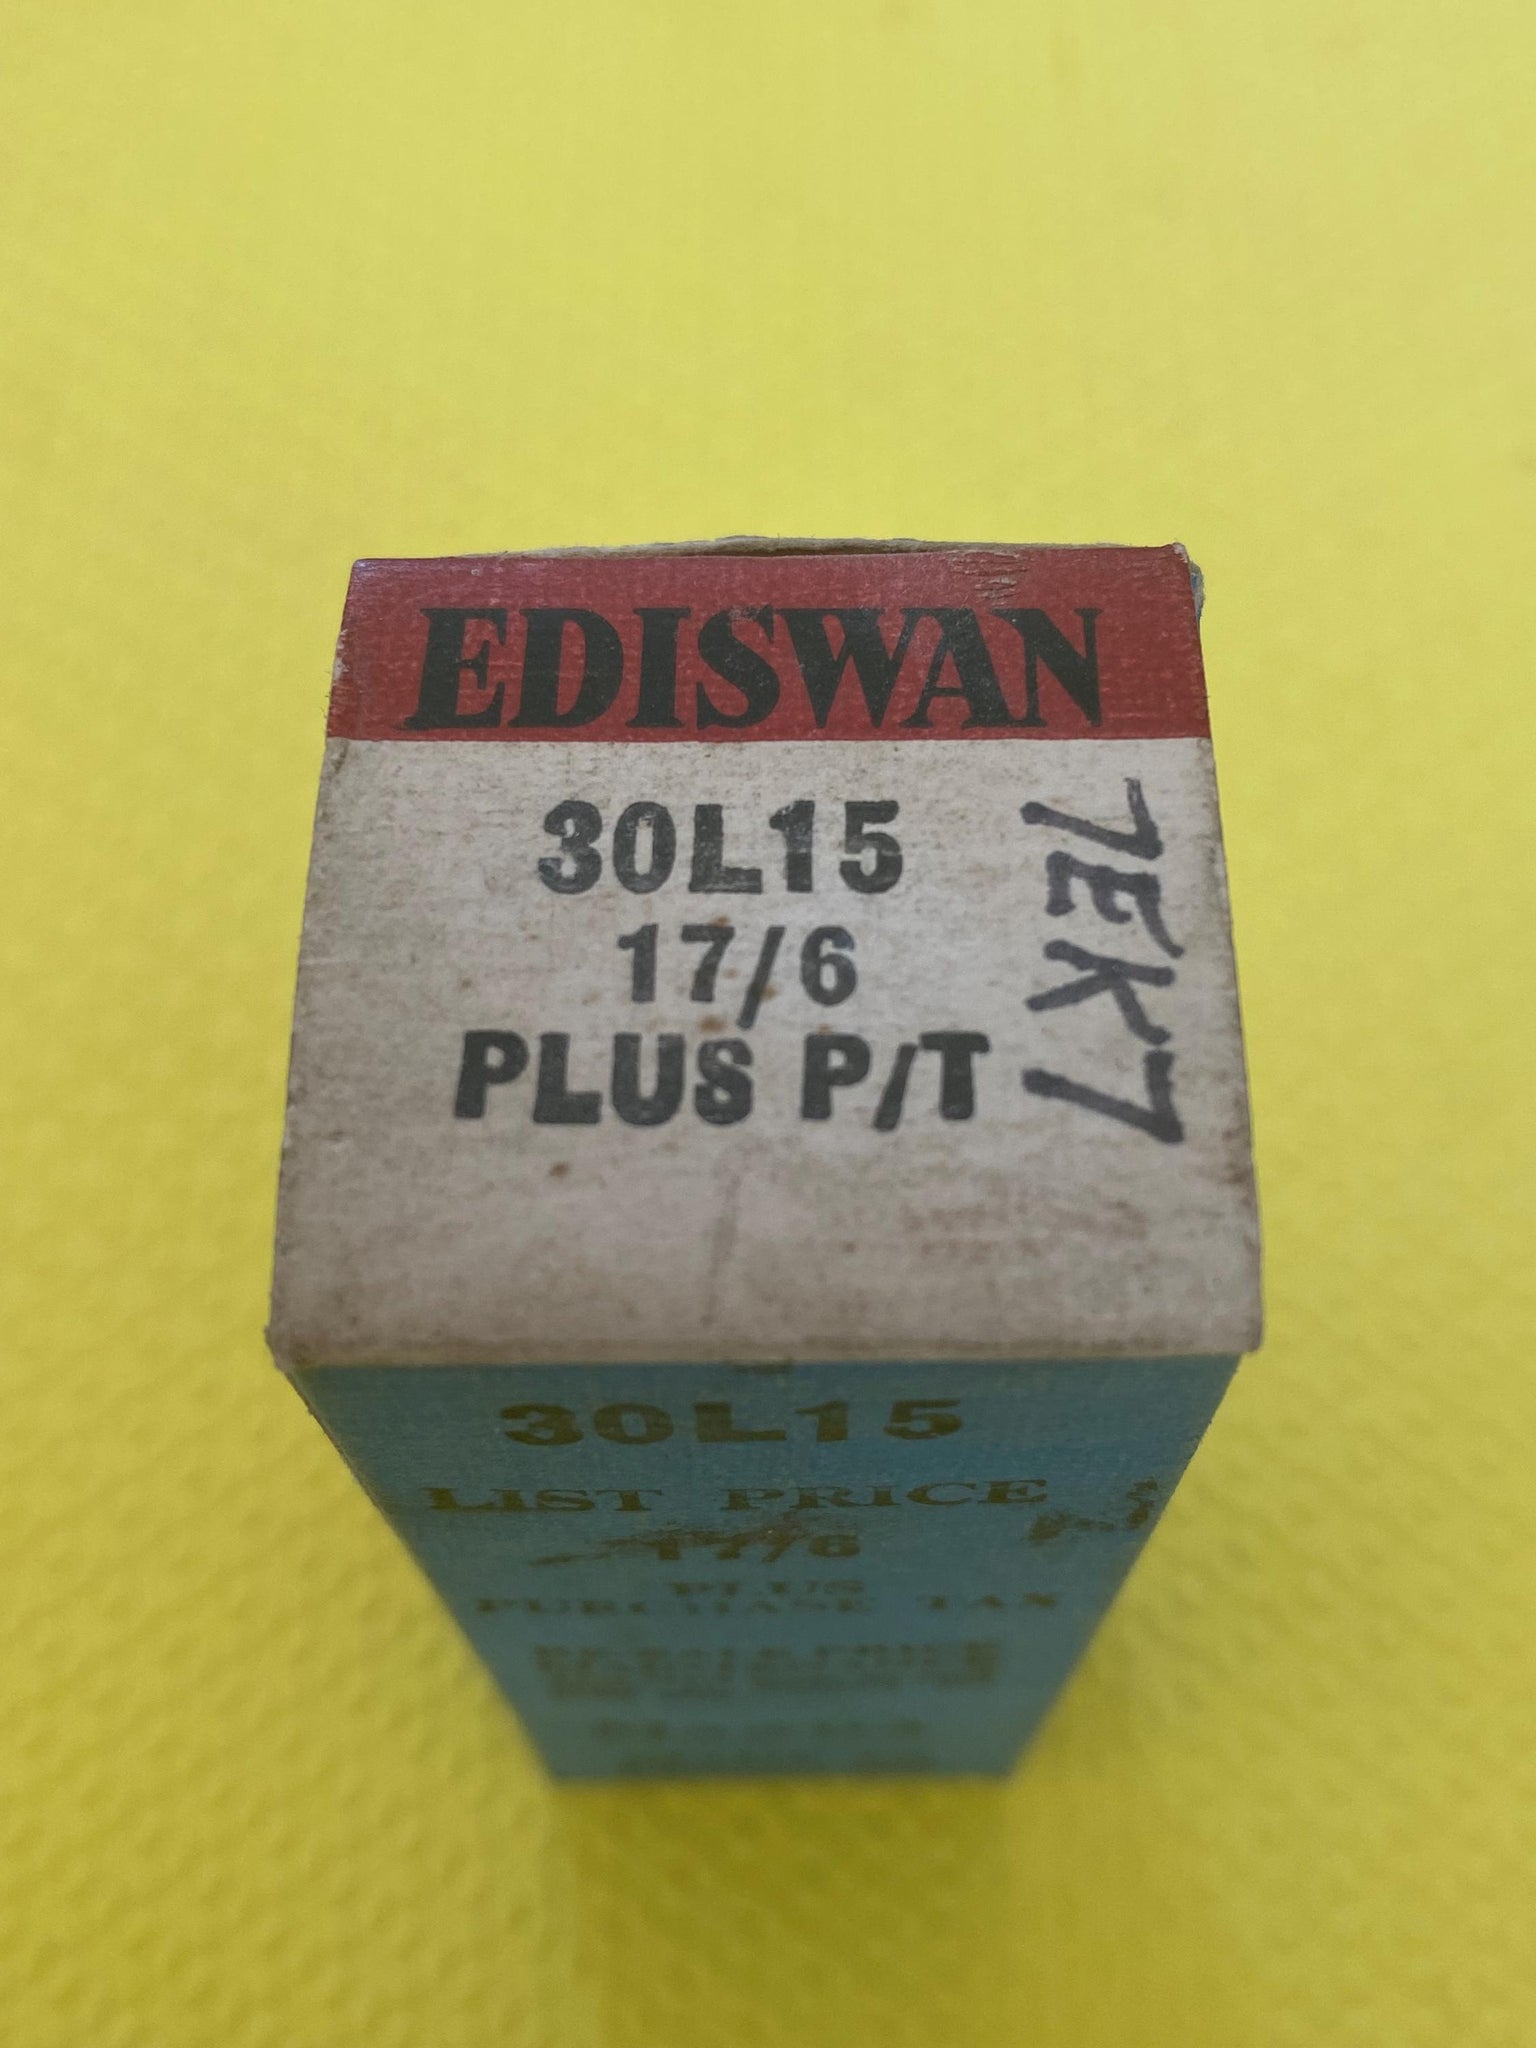 EDISWAN
30L15
17/6
PLUS P/T
7EK7
30L15
LIST PRICE
17/6
PLUS
PURCHASE TAX